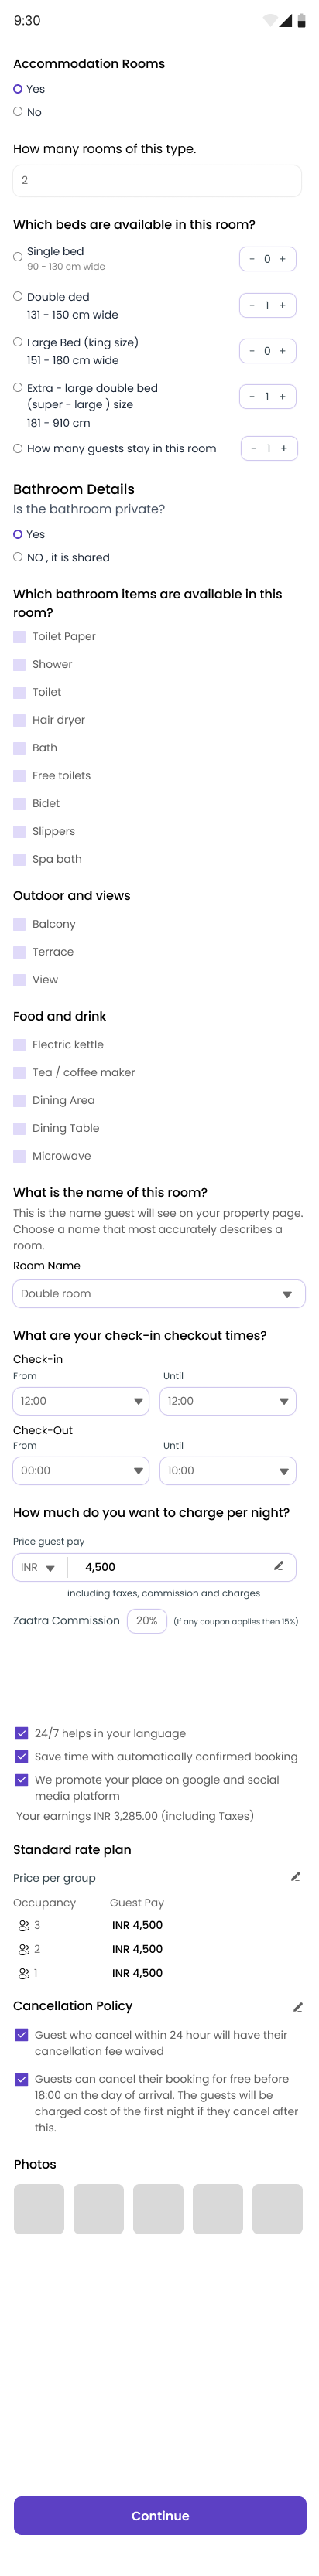 9:30
Accommodation Rooms
Yes
No
How many rooms of this type.
2
Which beds are available in this room?
Single bed
90 - 130 cm wide
- 0 +
Double ded
131 - 150 cm wide
- 1 +
Large Bed (king size)
151 - 180 cm wide
- 0 +
Extra - large double bed
(super - large ) size
181 - 910 cm
- 1 +
How many guests stay in this room - 1 +
Bathroom Details
Is the bathroom private?
Yes
NO , it is shared
Which bathroom items are available in this
room?
Toilet Paper
Shower
Toilet
Hair dryer
Bath
Free toilets
Bidet
Slippers
Spa bath
Outdoor and views
Balcony
Terrace
View
Food and drink
Electric kettle
Tea / coffee maker
Dining Area
Dining Table
Microwave
What is the name of this room?
This is the name guest will see on your property page.
Choose a name that most accurately describes a
room.
Room Name
Double room
What are your check-in checkout times?
Check-in
From Until
12:00 12:00
Check-Out
From Until
00:00 10:00
How much do you want to charge per night?
Price guest pay
INR 4,500
including taxes, commission and charges
Zaatra Commission 20% (If any coupon applies then 15%)
24/7 helps in your language
Save time with automatically confirmed booking
We promote your place on google and social
media platform
Your earnings INR 3,285.00 (including Taxes)
Standard rate plan
Price per group
Occupancy Guest Pay
3 INR 4,500
2 INR 4,500
1 INR 4,500
Cancellation Policy
Guest who cancel within 24 hour will have their
cancellation fee waived
Guests can cancel their booking for free before
18:00 on the day of arrival. The guests will be
charged cost of the first night if they cancel after
this.
Photos
Continue